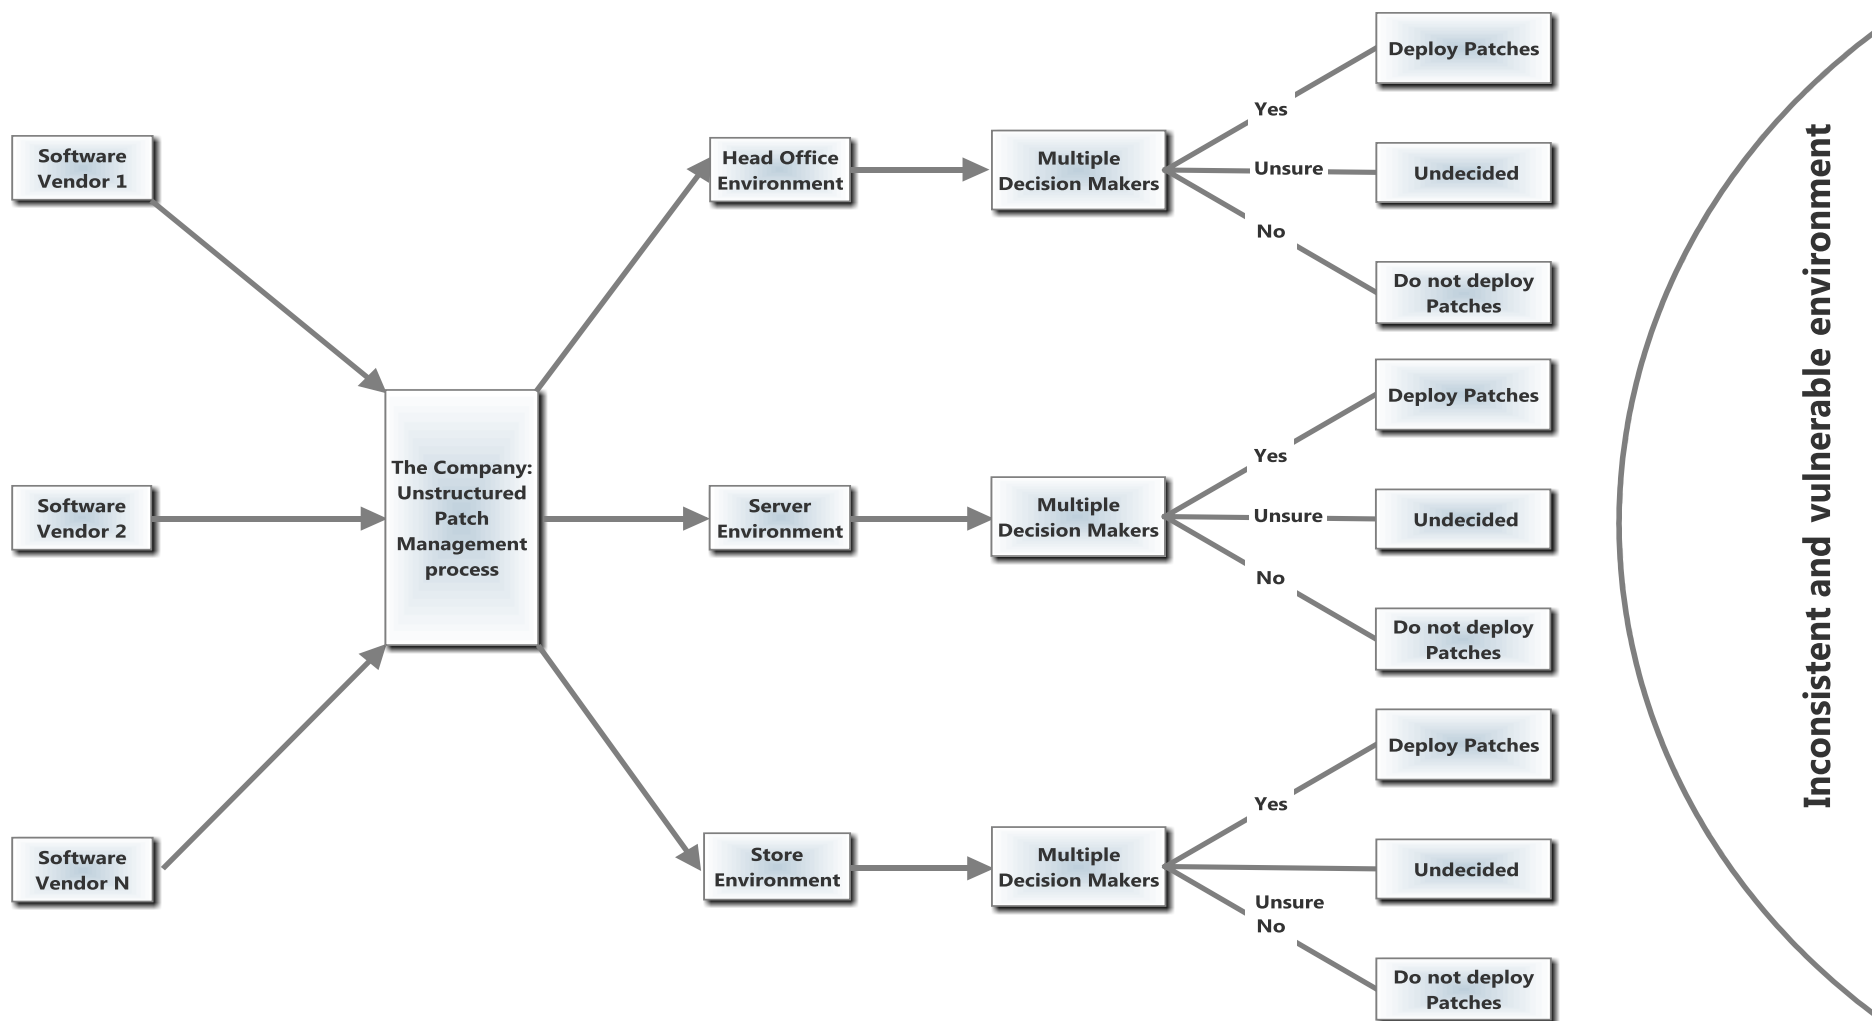 Software
Vendor 1
Software
Vendor 2
Software
Vendor N
The Company:
Unstructured
Patch
Management
process
Head Office
Environment
Multiple
Decision Makers
Yes
Unsure
No
Deploy Patches
Undecided
Do not deploy
Patches
Server
Environment
Multiple
Decision Makers
Yes
Unsure
No
Deploy Patches
Undecided
Do not deploy
Patches
Store
Environment
Multiple
Decision Makers
Yes
Unsure
No
Deploy Patches
Undecided
Do not deploy
Patches
Inconsistent and vulnerable environment